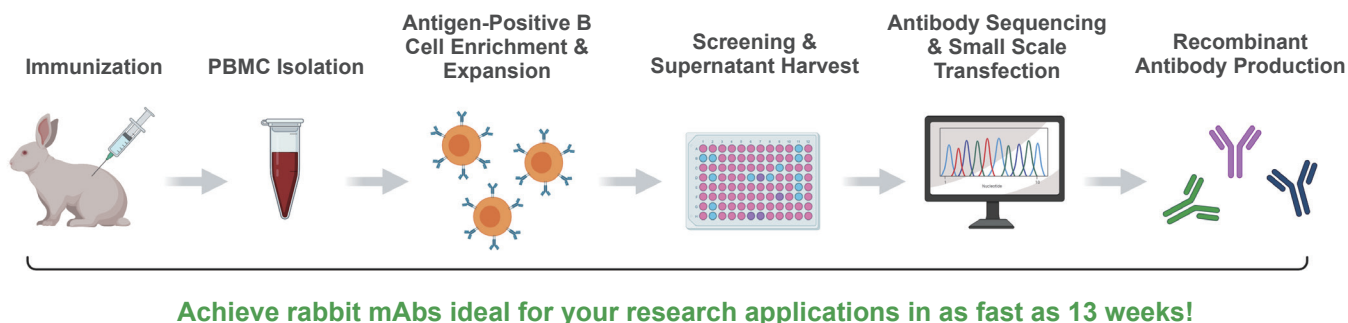 Immunization
PBMC Isolation
Antigen-Positive B
Cell Enrichment &
Expansion
Screening &
Supernatant Harvest
Antibody Sequencing
& Small Scale
Transfection
Recombinant
Antibody Production
Nucleotide
Achieve rabbit mAbs ideal for your research applications in as fast as 13 weeks!